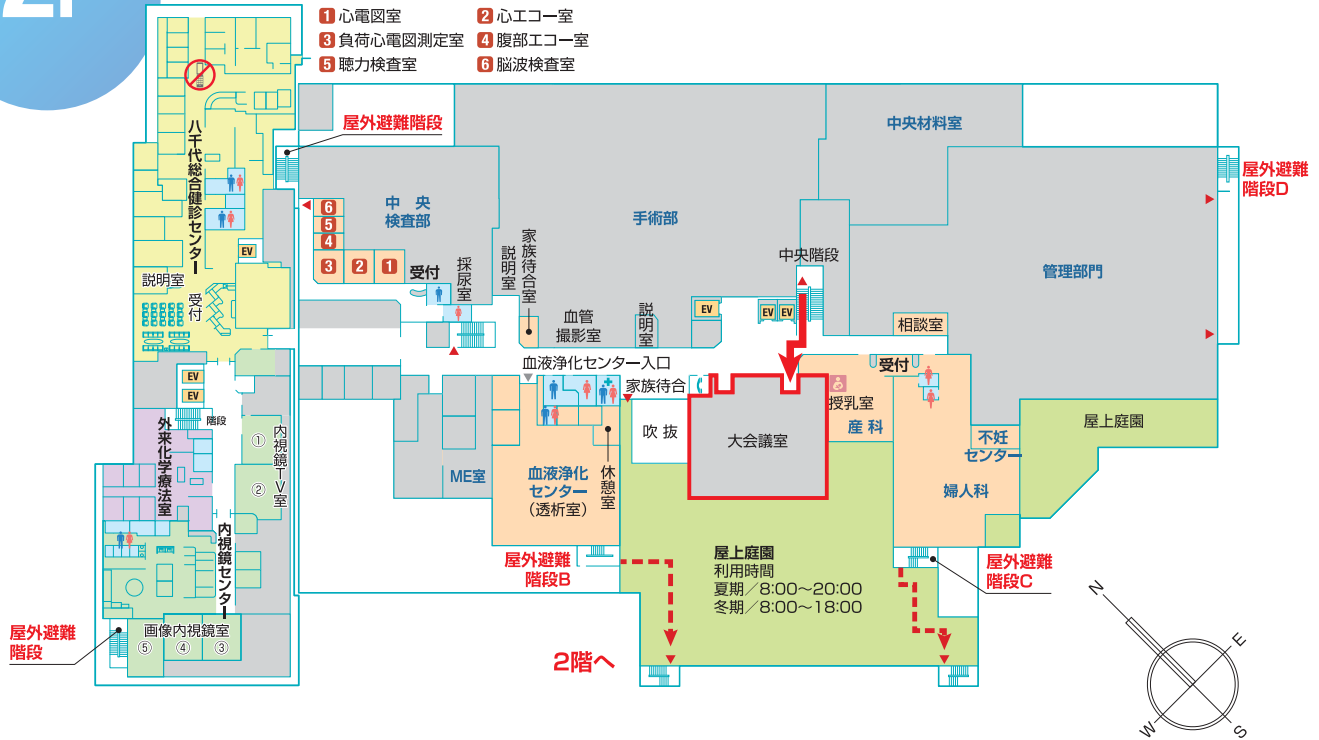 2F
1 心電図室
2 心エコー室
3 負荷心電図測定室
4 腹部エコー室
5 聴力検査室
6 脳波検査室
屋外避難階段
中央材料室
屋外避難
階段D
八千代総合健診センター
中 央
検査部
6
5
4
3
2
1
受付
採尿室
説明室
家族待合室
手術部
中央階段
管理部門
EV
説明室
受付
血管
撮影室
説明室
EV
EV
EV
相談室
血液浄化センター入口
家族待合
受付
授乳室
産科
EV
EV
階段
外来化学療法室
①
②
内視鏡TV室
ME室
血液浄化
センター
(透析室)
休憩室
吹 抜
大会議室
不妊
センター
婦人科
屋上庭園
内視鏡センター
屋外避難
階段B
屋上庭園
利用時間
夏期／8:00〜20:00
冬期／8:00〜18:00
屋外避難
階段C
屋外避難
階段
画像内視鏡室
⑤
④
③
2階へ
N
E
W
S